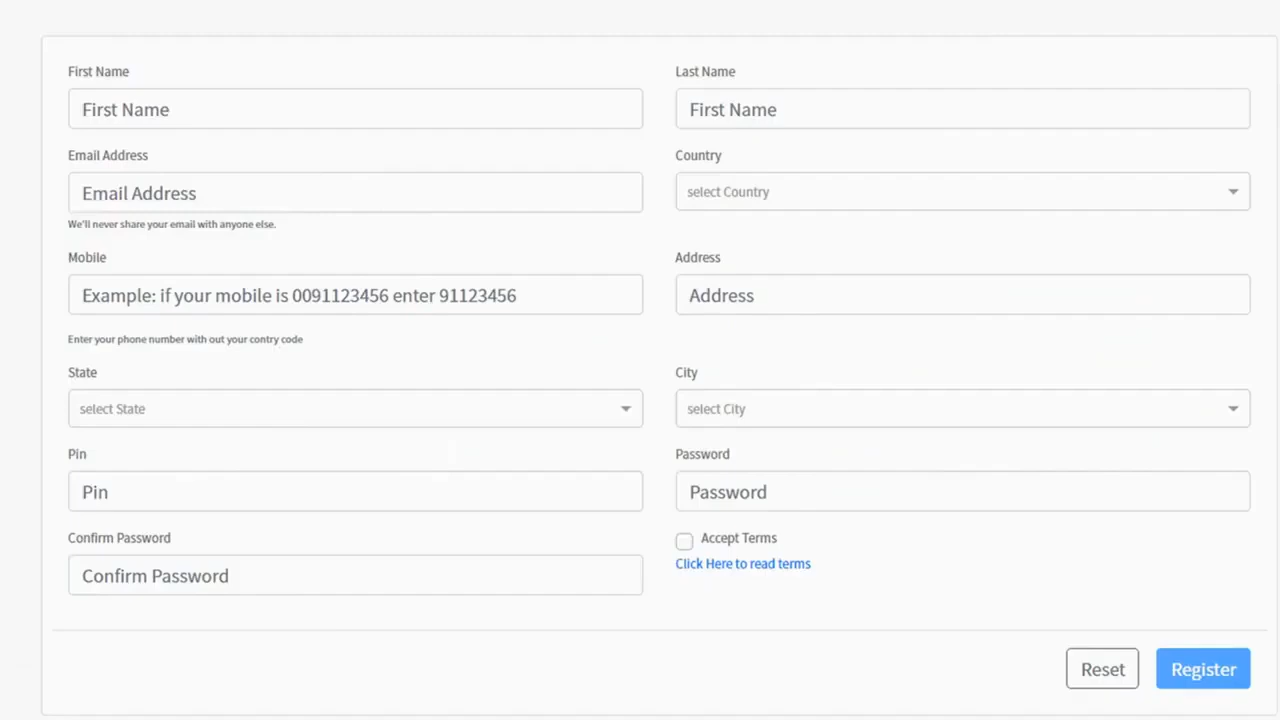 First Name
Last Name
First Name
First Name
Email Address
Country
Email Address
select Country
We'll never share your email with anyone else.
Mobile
Address
Example: if your mobile is 0091123456 enter 91123456
Address
Enter your phone number with out your contry code
State
City
select State
select City
Pin
Password
Pin
Password
Confirm Password
Accept Terms
Click Here to read terms
Confirm Password
Reset
Register